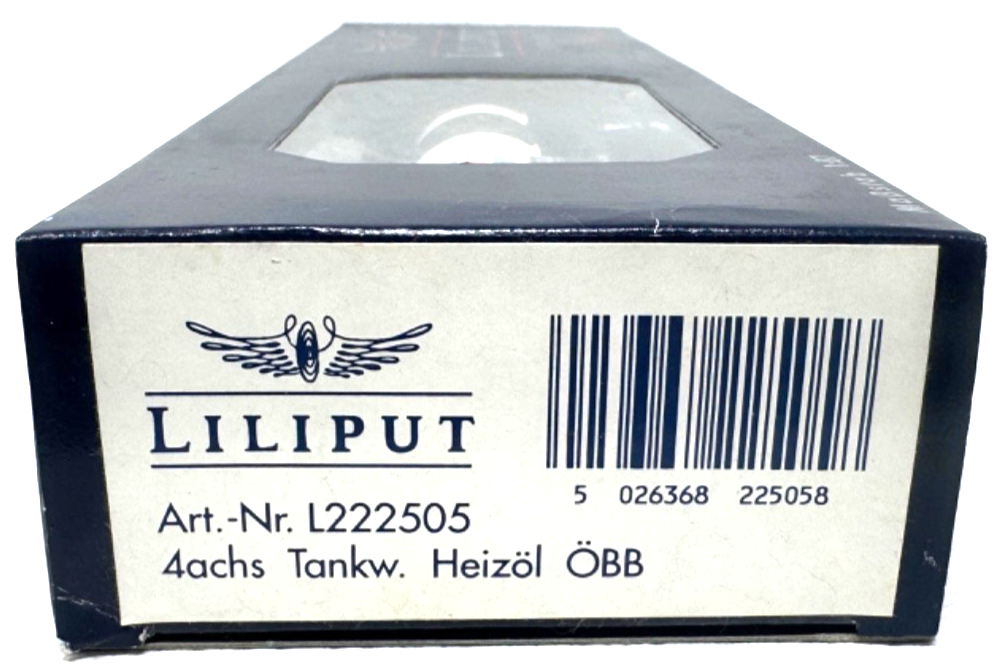 LILIPUT
Art.-Nr. L222505
4achs Tankw. Heizöl ÖBB
5 026368 225058